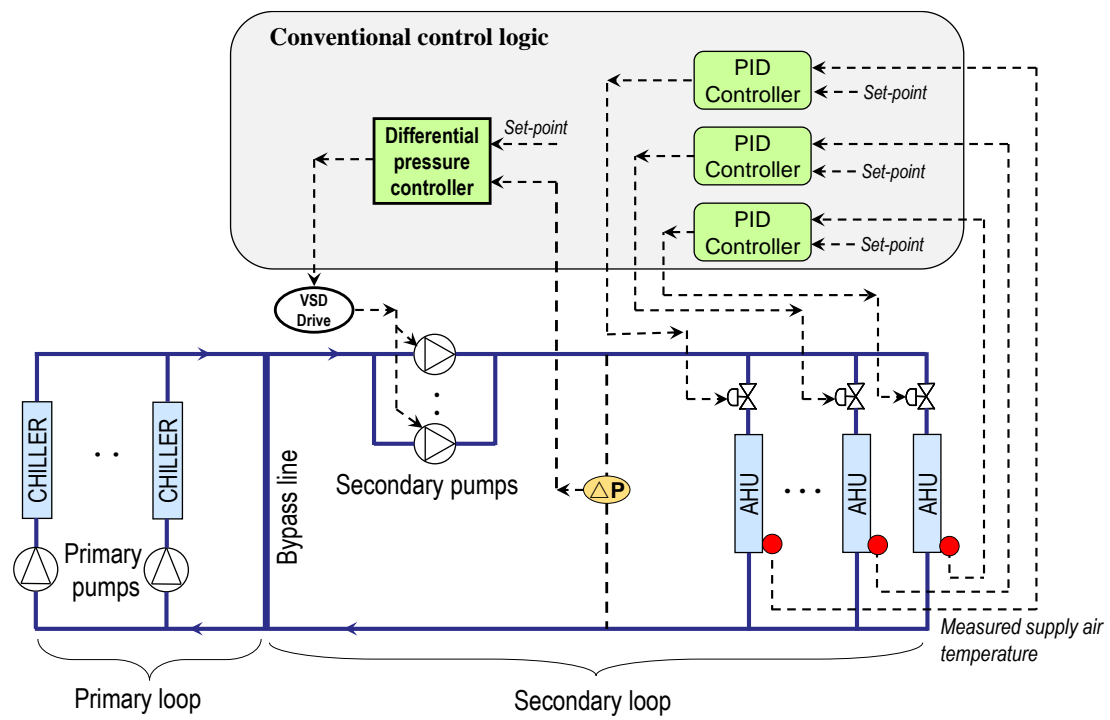 Conventional control logic
PID
Controller
Set-point
Differential
pressure
controller
Set-point
PID
Controller
Set-point
PID
Controller
Set-point
VSD
Drive
CHILLER
. .
CHILLER
Primary
pumps
Bypass line
Secondary pumps
△P
AHU
...
AHU
AHU
Measured supply air
temperature
Primary loop
Secondary loop